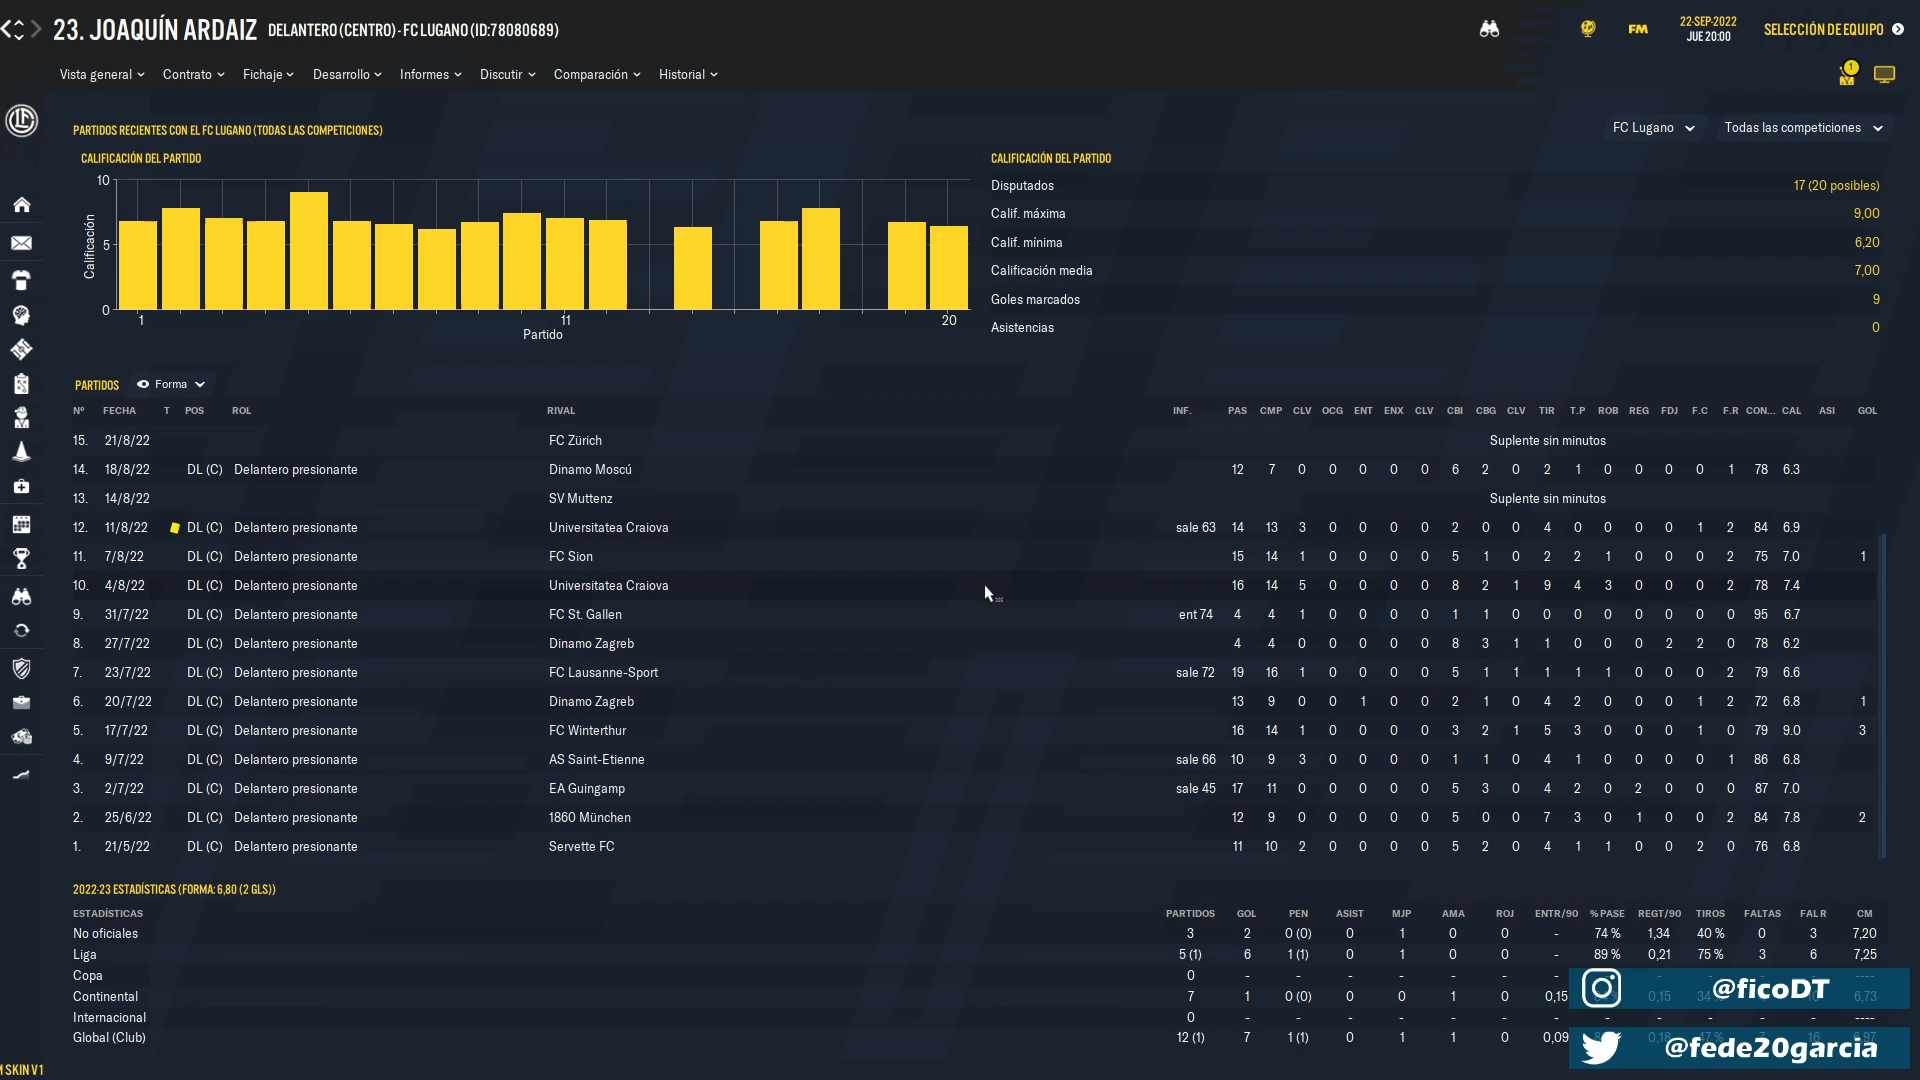 23. JOAQUÍN ARDAIZ DELANTERO (CENTRO) - FC LUGANO (ID:78080689)
FM
22-SEP-2022
JUE 20:00
SELECCIÓN DE EQUIPO
Vista general Contrato Fichaje Desarrollo Informes Discutir Comparación Historial
1
PARTIDOS RECIENTES CON EL FC LUGANO (TODAS LAS COMPETICIONES)
FC Lugano Todas las competiciones
CALIFICACIÓN DEL PARTIDO
10
5
0
Calificación
1 11 20
Partido
CALIFICACIÓN DEL PARTIDO
Disputados 17 (20 posibles)
Calif. máxima 9,00
Calif. mínima 6,20
Calificación media 7,00
Goles marcados 9
Asistencias 0
PARTIDOS Forma
Nº FECHA T POS ROL RIVAL INF. PAS CMP CLV OCG ENT ENX CLV CBI CBG CLV TIR T.P ROB REG FDJ F.C F.R CON... CAL ASI GOL
15. 21/8/22 FC Zürich Suplente sin minutos
14. 18/8/22 DL (C) Delantero presionante Dinamo Moscú 12 7 0 0 0 0 0 6 2 0 2 1 0 0 0 0 1 78 6.3
13. 14/8/22 SV Muttenz Suplente sin minutos
12. 11/8/22 DL (C) Delantero presionante Universitatea Craiova sale 63 14 13 3 0 0 0 0 2 0 0 4 0 0 0 0 1 2 84 6.9
11. 7/8/22 DL (C) Delantero presionante FC Sion 15 14 1 0 0 0 0 5 1 0 2 2 1 0 0 0 2 75 7.0 1
10. 4/8/22 DL (C) Delantero presionante Universitatea Craiova 16 14 5 0 0 0 0 8 2 1 9 4 3 0 0 0 2 78 7.4
9. 31/7/22 DL (C) Delantero presionante FC St. Gallen ent 74 4 4 1 0 0 0 0 1 1 0 0 0 0 0 0 0 0 95 6.7
8. 27/7/22 DL (C) Delantero presionante Dinamo Zagreb 4 4 0 0 0 0 0 8 3 1 1 0 0 0 2 2 0 78 6.2
7. 23/7/22 DL (C) Delantero presionante FC Lausanne-Sport sale 72 19 16 1 0 0 0 0 5 1 1 1 1 1 0 0 0 2 79 6.6
6. 20/7/22 DL (C) Delantero presionante Dinamo Zagreb 13 9 0 0 1 0 0 2 1 0 4 2 0 0 0 1 2 72 6.8 1
5. 17/7/22 DL (C) Delantero presionante FC Winterthur 16 14 1 0 0 0 0 3 2 1 5 3 0 0 0 1 0 79 9.0 3
4. 9/7/22 DL (C) Delantero presionante AS Saint-Etienne sale 66 10 9 3 0 0 0 0 1 1 0 4 1 0 0 0 0 1 86 6.8
3. 2/7/22 DL (C) Delantero presionante EA Guingamp sale 45 17 11 0 0 0 0 0 5 3 0 4 2 0 2 0 0 0 87 7.0
2. 25/6/22 DL (C) Delantero presionante 1860 München 12 9 0 0 0 0 0 5 0 0 7 3 0 1 0 0 2 84 7.8 2
1. 21/5/22 DL (C) Delantero presionante Servette FC 11 10 2 0 0 0 0 5 2 0 4 1 1 0 0 2 0 76 6.8
2022-23 ESTADÍSTICAS (FORMA: 6,80 (2 GLS))
ESTADÍSTICAS PARTIDOS GOL PEN ASIST MJP AMA ROJ ENTR/90 % PASE REGT/90 TIROS FALTAS FAL R CM
No oficiales 3 2 0 (0) 0 1 0 0 - 74 % 1,34 40 % 0 3 7,20
Liga 5 (1) 6 1 (1) 0 1 0 0 - 89 % 0,21 75 % 3 6 7,25
Copa 0 - - - - - - - - - - - - ----
Continental 7 1 0 (0) 0 0 1 0 0,15 0,15 6,73
Internacional 0 - - - - - - - - - - - - ----
Global (Club) 12 (1) 7 1 (1) 0 1 1 0 0,09 16 6,97
@ficoDT
@fede20garcia
M SKIN V1